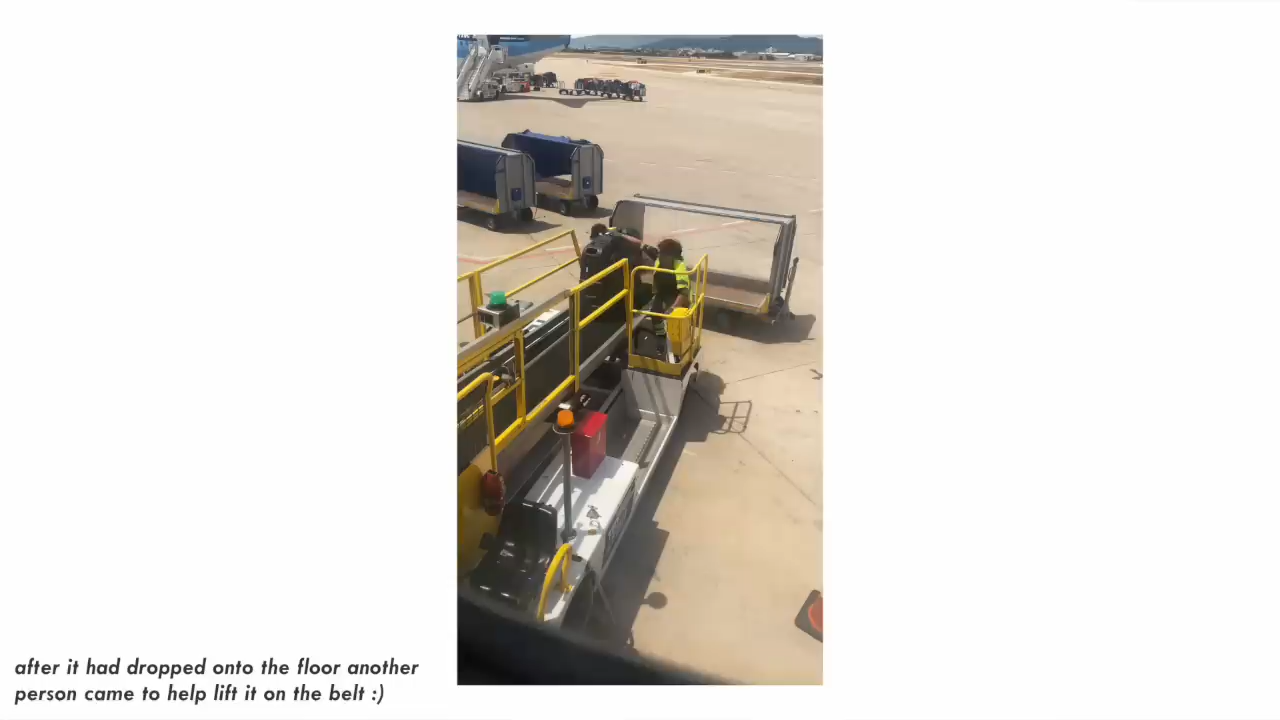 after it had dropped onto the floor another
person came to help lift it on the belt :)